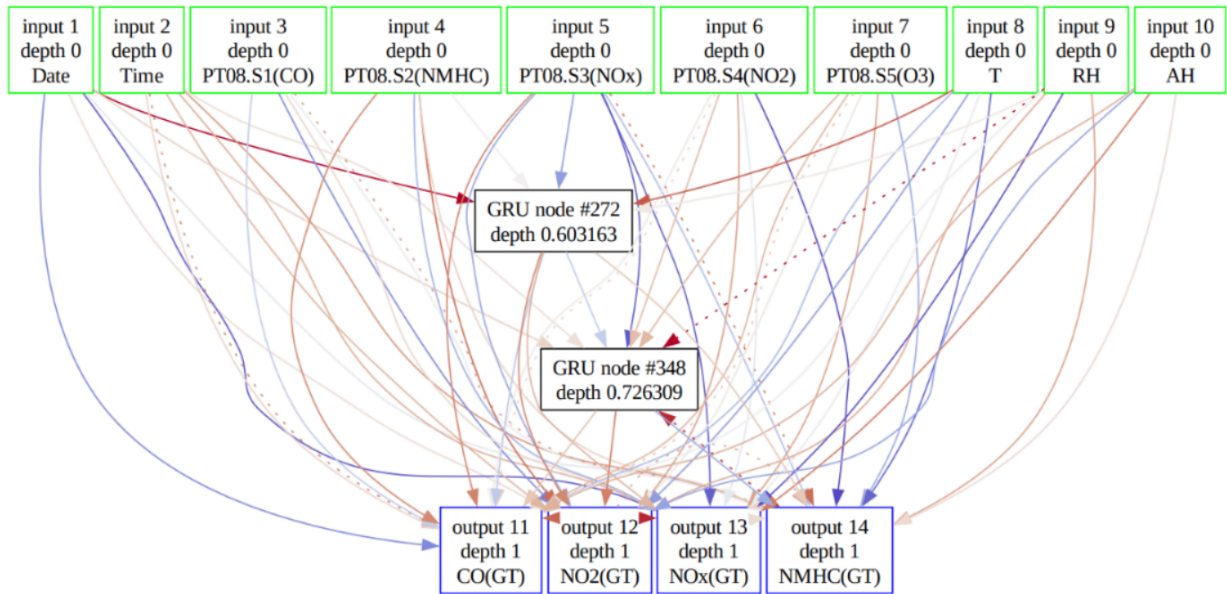 input 1
depth 0
Date
input 2
depth 0
Time
input 3
depth 0
PT08.S1(CO)
input 4
depth 0
PT08.S2(NMHC)
input 5
depth 0
PT08.S3(NOx)
input 6
depth 0
PT08.S4(NO2)
input 7
depth 0
PT08.S5(O3)
input 8
depth 0
T
input 9
depth 0
RH
input 10
depth 0
AH
GRU node #272
depth 0.603163
GRU node #348
depth 0.726309
output 11
depth 1
CO(GT)
output 12
depth 1
NO2(GT)
output 13
depth 1
NOx(GT)
output 14
depth 1
NMHC(GT)